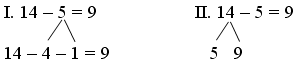 I. 14 – 5 = 9
14 – 4 – 1 = 9
II. 14 – 5 = 9
5 9